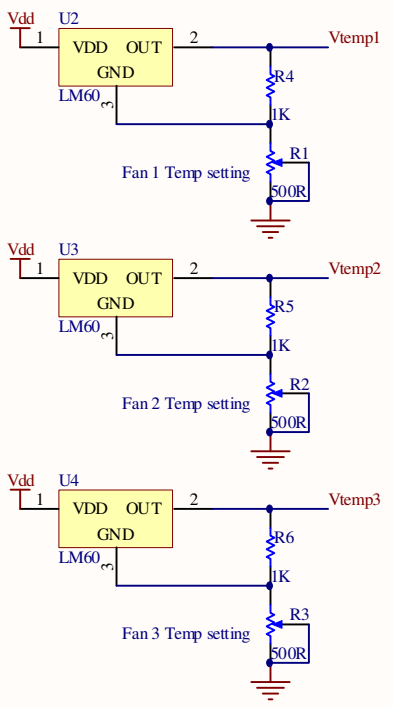 Vdd
U2
1
VDD OUT
2
Vtemp1
GND
R4
LM60
3
1K
R1
Fan 1 Temp setting
500R
Vdd
U3
1
VDD OUT
2
Vtemp2
GND
R5
LM60
3
1K
R2
Fan 2 Temp setting
500R
Vdd
U4
1
VDD OUT
2
Vtemp3
GND
R6
LM60
3
1K
R3
Fan 3 Temp setting
500R